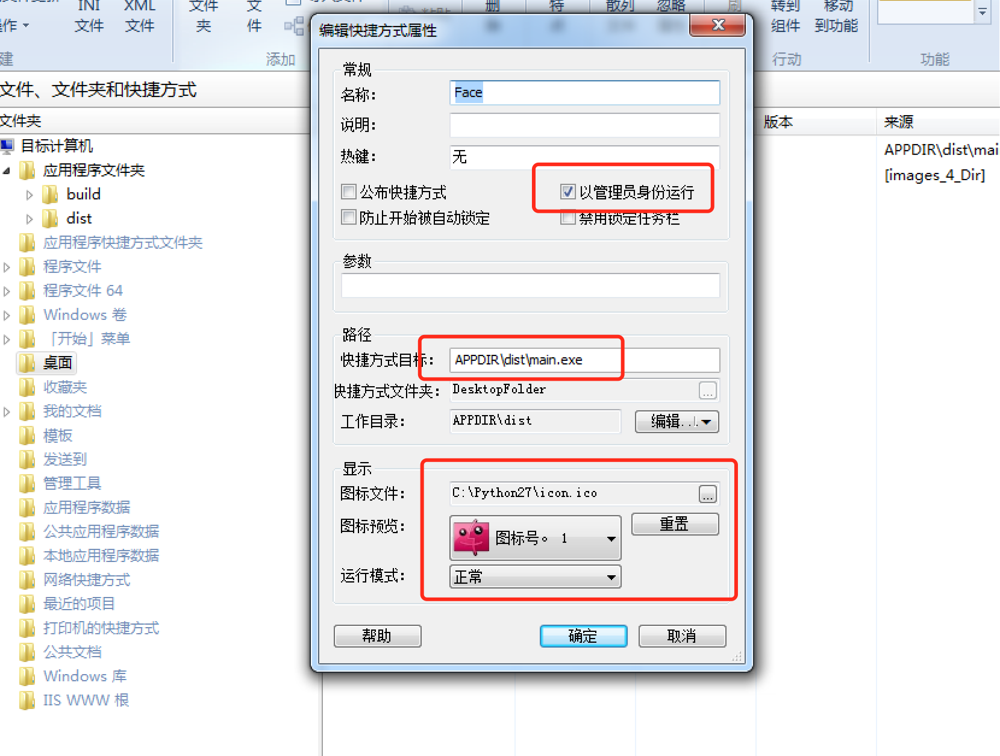 INI
XML
文件
文
操作
文件
文件
夹
件
添加
建
删
特
散列
忽略
刷
转到
移动
组件
到功能
行动
功能
编辑快捷方式属性
文件、文件夹和快捷方式
文件夹
目标计算机
应用程序文件夹
build
dist
应用程序快捷方式文件夹
程序文件
程序文件 64
Windows 卷
「开始」菜单
桌面
收藏夹
我的文档
模板
发送到
管理工具
应用程序数据
公共应用程序数据
本地应用程序数据
网络快捷方式
最近的项目
打印机的快捷方式
公共文档
Windows 库
IIS WWW 根
常规
名称：
Face
说明：
热键：
无
公布快捷方式
以管理员身份运行
防止开始被自动锁定
禁用锁定任务栏
参数
路径
快捷方式目标：
APPDIR\dist\main.exe
快捷方式文件夹：
DesktopFolder
...
工作目录：
APPDIR\dist
编辑...
显示
图标文件：
C:\Python27\icon.ico
...
图标预览：
图标号。 1
重置
运行模式：
正常
帮助
确定
取消
版本
来源
APPDIR\dist\mai
[images_4_Dir]